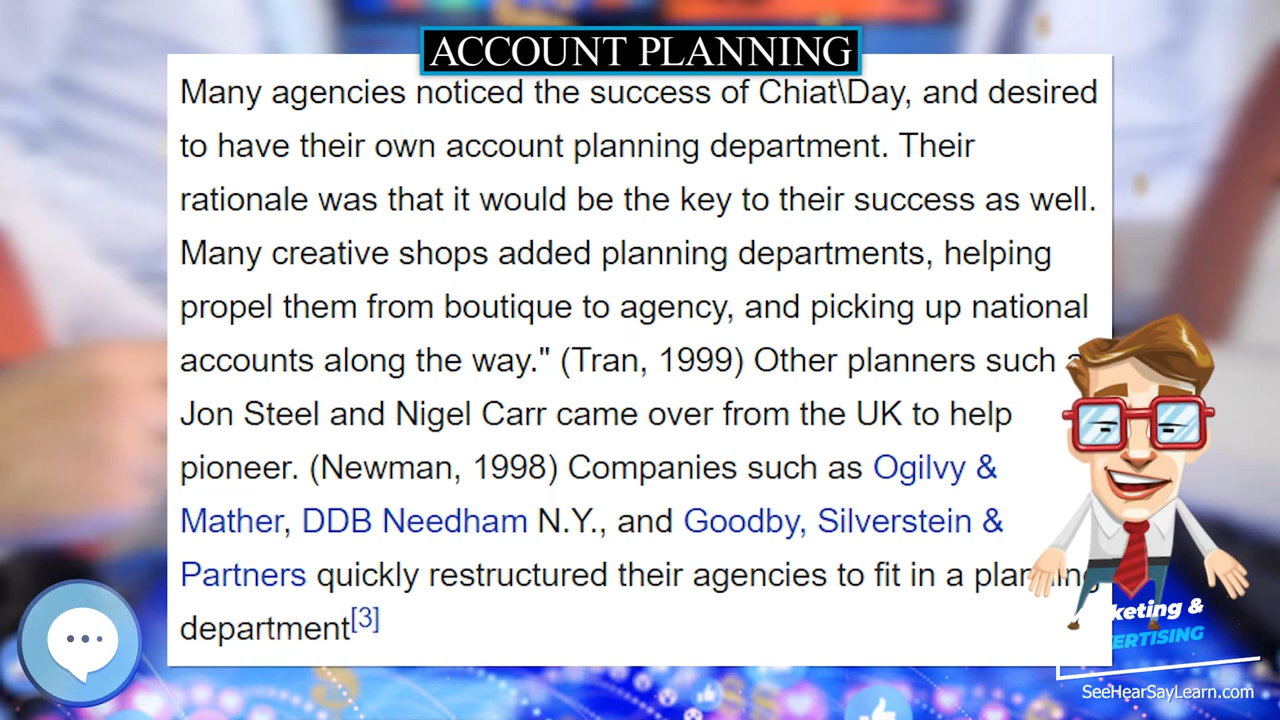 ACCOUNT PLANNING
Many agencies noticed the success of Chiat\Day, and desired
to have their own account planning department. Their
rationale was that it would be the key to their success as well.
Many creative shops added planning departments, helping
propel them from boutique to agency, and picking up national
accounts along the way." (Tran, 1999) Other planners such
Jon Steel and Nigel Carr came over from the UK to help
pioneer. (Newman, 1998) Companies such as Ogilvy &
Mather, DDB Needham N.Y., and Goodby, Silverstein &
Partners quickly restructured their agencies to fit in a planning
department[3]
&
SeeHearSayLearn.com